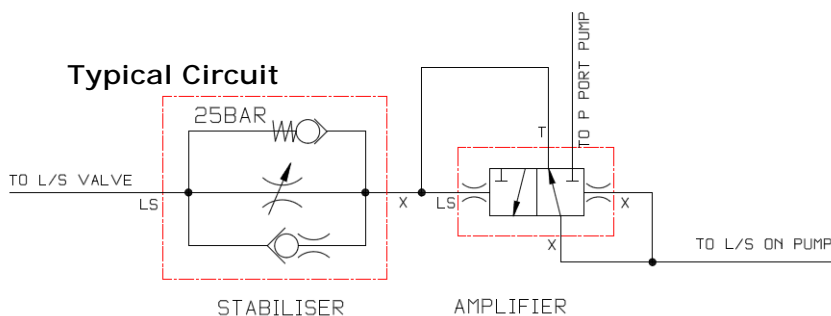 Typical Circuit
25BAR
TO P PORT PUMP
T
TO L/S VALVE
LS
X
LS
X
X
TO L/S ON PUMP
STABILISER
AMPLIFIER